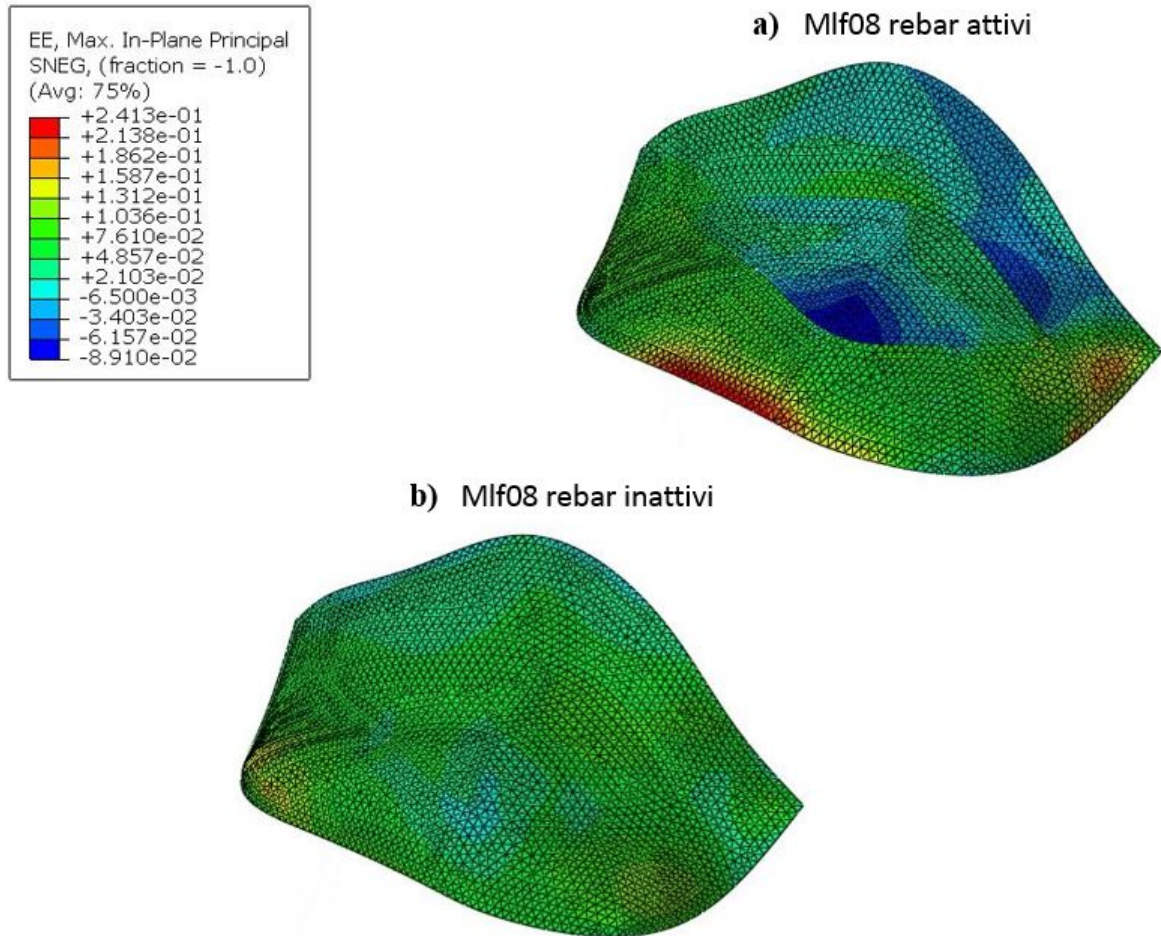 EE, Max. In-Plane Principal
SNEG, (fraction = -1.0)
(Avg: 75%)
+2.413e-01
+2.138e-01
+1.862e-01
+1.587e-01
+1.312e-01
+1.036e-01
+7.610e-02
+4.857e-02
+2.103e-02
-6.500e-03
-3.403e-02
-6.157e-02
-8.910e-02
a) Mlf08 rebar attivi
b) Mlf08 rebar inattivi